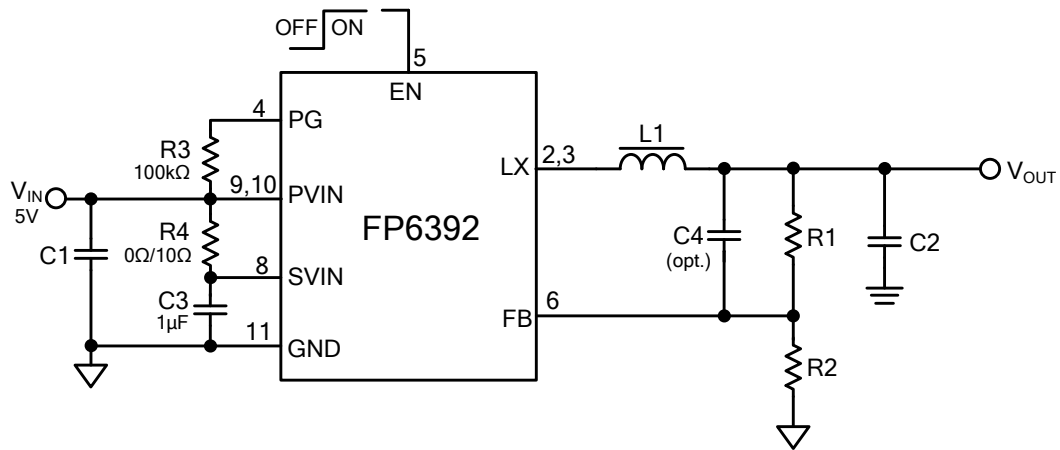 OFF ON
5
EN
4 PG
R3
100kΩ
VIN
5V
9,10 PVIN
C1
R4
0Ω/10Ω
8 SVIN
C3
1µF
11 GND
FP6392
LX 2,3
L1
VOUT
C4
(opt.)
R1
C2
FB 6
R2